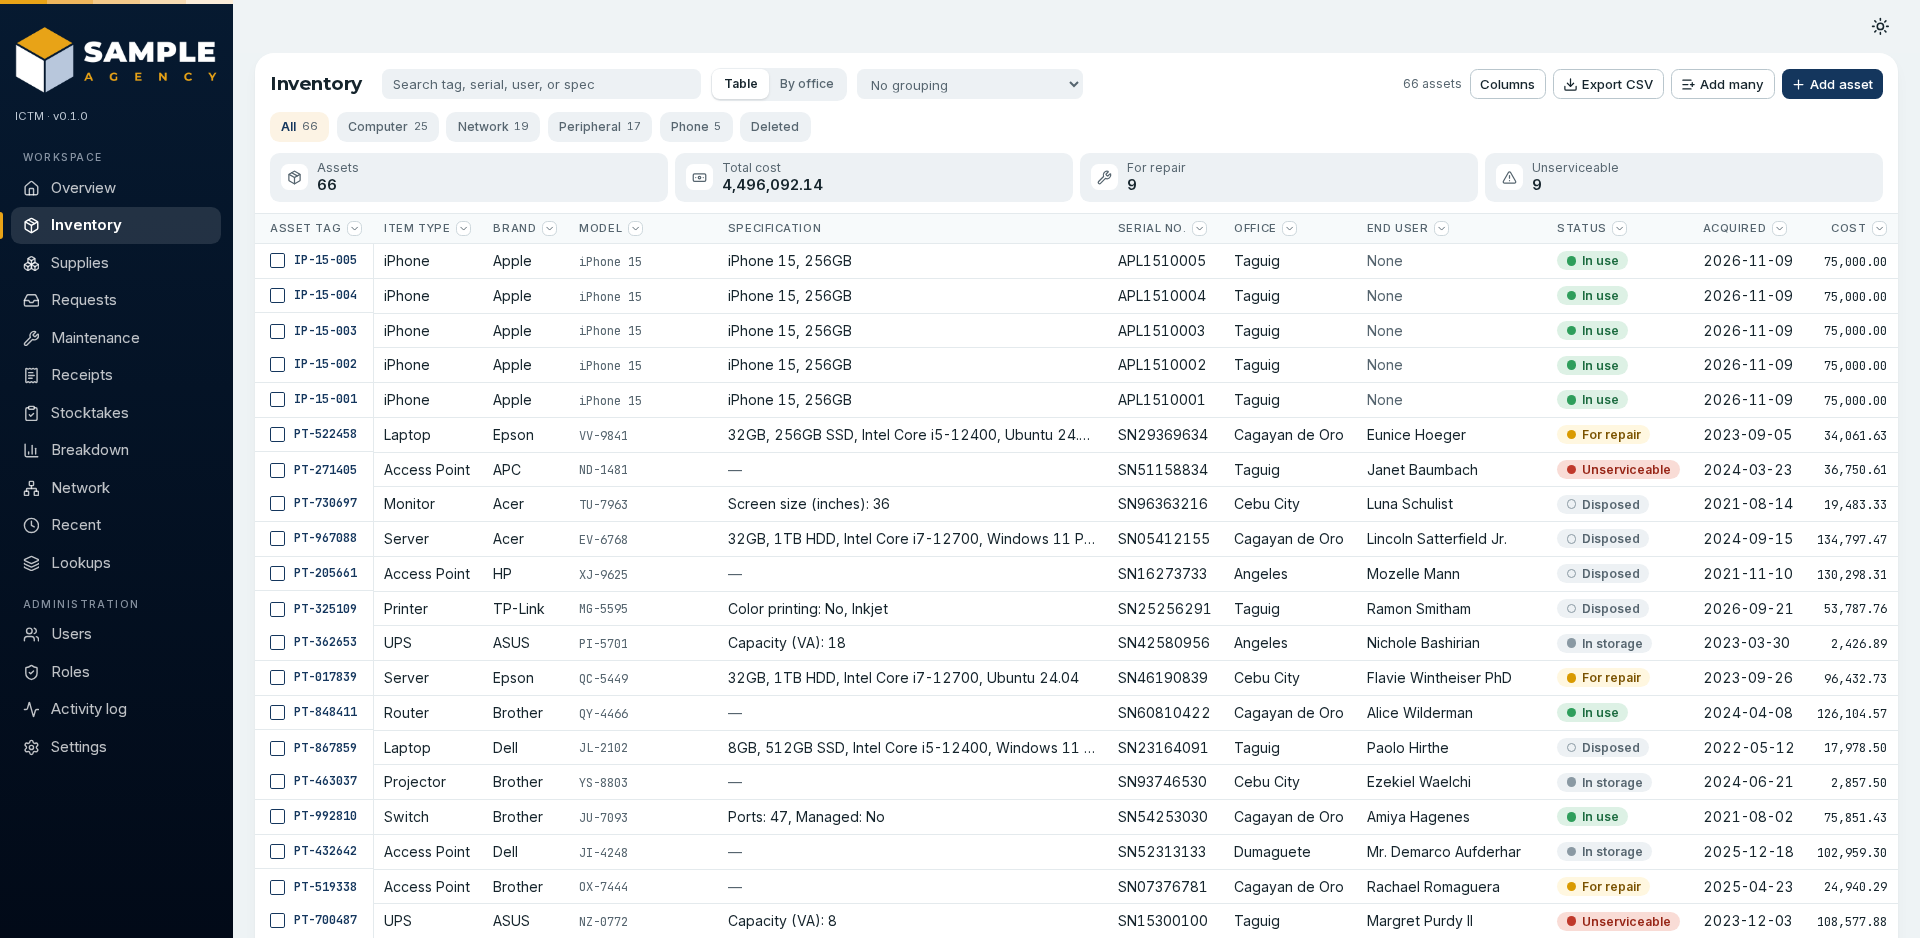 SAMPLE
AGENCY
ICTM · v0.1.0
WORKSPACE
Overview
Inventory
Supplies
Requests
Maintenance
Receipts
Stocktakes
Breakdown
Network
Recent
Lookups
ADMINISTRATION
Users
Roles
Activity log
Settings
Inventory Search tag, serial, user, or spec Table By office No grouping 66 assets Columns Export CSV Add many Add asset
All 66 Computer 25 Network 19 Peripheral 17 Phone 5 Deleted
Assets
66
Total cost
4,496,092.14
For repair
9
Unserviceable
9
ASSET TAG ITEM TYPE BRAND MODEL SPECIFICATION SERIAL NO. OFFICE END USER STATUS ACQUIRED COST
IP-15-005 iPhone Apple iPhone 15 iPhone 15, 256GB APL1510005 Taguig None In use 2026-11-09 75,000.00
IP-15-004 iPhone Apple iPhone 15 iPhone 15, 256GB APL1510004 Taguig None In use 2026-11-09 75,000.00
IP-15-003 iPhone Apple iPhone 15 iPhone 15, 256GB APL1510003 Taguig None In use 2026-11-09 75,000.00
IP-15-002 iPhone Apple iPhone 15 iPhone 15, 256GB APL1510002 Taguig None In use 2026-11-09 75,000.00
IP-15-001 iPhone Apple iPhone 15 iPhone 15, 256GB APL1510001 Taguig None In use 2026-11-09 75,000.00
PT-522458 Laptop Epson VV-9841 32GB, 256GB SSD, Intel Core i5-12400, Ubuntu 24.… SN29369634 Cagayan de Oro Eunice Hoeger For repair 2023-09-05 34,061.63
PT-271405 Access Point APC ND-1481 — SN51158834 Taguig Janet Baumbach Unserviceable 2024-03-23 36,750.61
PT-730697 Monitor Acer TU-7963 Screen size (inches): 36 SN96363216 Cebu City Luna Schulist Disposed 2021-08-14 19,483.33
PT-967088 Server Acer EV-6768 32GB, 1TB HDD, Intel Core i7-12700, Windows 11 P… SN05412155 Cagayan de Oro Lincoln Satterfield Jr. Disposed 2024-09-15 134,797.47
PT-205661 Access Point HP XJ-9625 — SN16273733 Angeles Mozelle Mann Disposed 2021-11-10 130,298.31
PT-325109 Printer TP-Link MG-5595 Color printing: No, Inkjet SN25256291 Taguig Ramon Smitham Disposed 2026-09-21 53,787.76
PT-362653 UPS ASUS PI-5701 Capacity (VA): 18 SN42580956 Angeles Nichole Bashirian In storage 2023-03-30 2,426.89
PT-017839 Server Epson QC-5449 32GB, 1TB HDD, Intel Core i7-12700, Ubuntu 24.04 SN46190839 Cebu City Flavie Wintheiser PhD For repair 2023-09-26 96,432.73
PT-848411 Router Brother QY-4466 — SN60810422 Cagayan de Oro Alice Wilderman In use 2024-04-08 126,104.57
PT-867859 Laptop Dell JL-2102 8GB, 512GB SSD, Intel Core i5-12400, Windows 11 … SN23164091 Taguig Paolo Hirthe Disposed 2022-05-12 17,978.50
PT-463037 Projector Brother YS-8803 — SN93746530 Cebu City Ezekiel Waelchi In storage 2024-06-21 2,857.50
PT-992810 Switch Brother JU-7093 Ports: 47, Managed: No SN54253030 Cagayan de Oro Amiya Hagenes In use 2021-08-02 75,851.43
PT-432642 Access Point Dell JI-4248 — SN52313133 Dumaguete Mr. Demarco Aufderhar In storage 2025-12-18 102,959.30
PT-519338 Access Point Brother OX-7444 — SN07376781 Cagayan de Oro Rachael Romaguera For repair 2025-04-23 24,940.29
PT-700487 UPS ASUS NZ-0772 Capacity (VA): 8 SN15300100 Taguig Margret Purdy II Unserviceable 2023-12-03 108,577.88